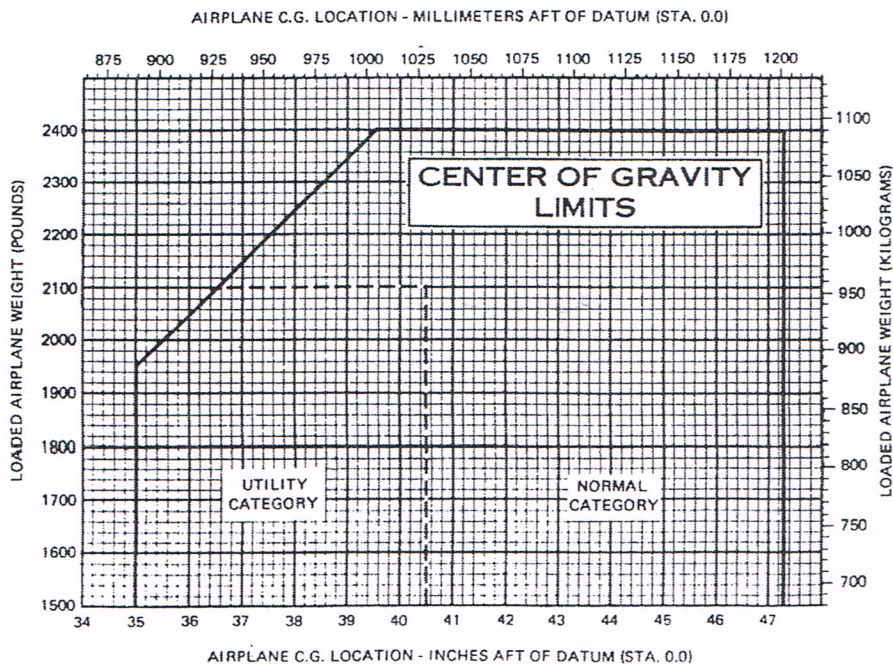 AIRPLANE C.G. LOCATION - MILLIMETERS AFT OF DATUM (STA. 0.0)
875 900 925 950 975 1000 1025 1050 1075 1100 1125 1150 1175 1200
LOADED AIRPLANE WEIGHT (POUNDS)
2400
2300
2200
2100
2000
1900
1800
1700
1600
1500
CENTER OF GRAVITY
LIMITS
UTILITY
CATEGORY
NORMAL
CATEGORY
1100
1050
1000
950
900
850
800
750
700
LOADED AIRPLANE WEIGHT (KILOGRAMS)
34 35 36 37 38 39 40 41 42 43 44 45 46 47
AIRPLANE C.G. LOCATION - INCHES AFT OF DATUM (STA. 0.0)